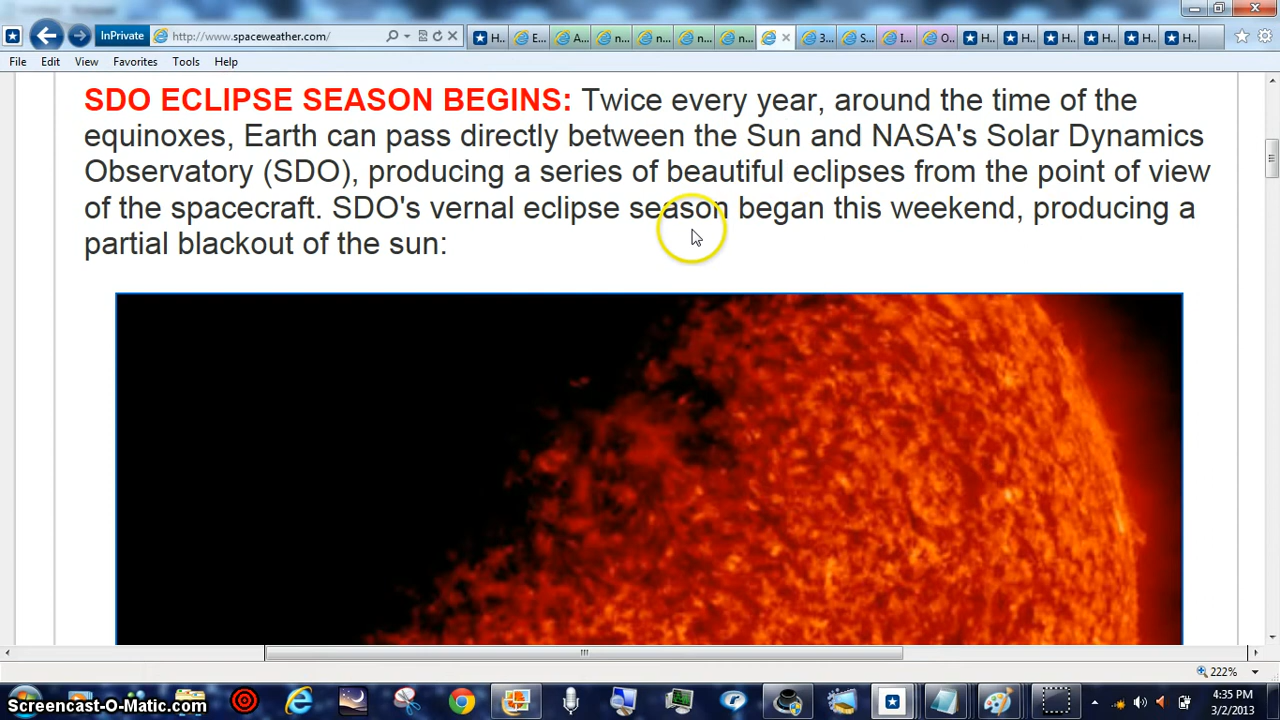 InPrivate
http://www.spaceweather.com/
H...
E...
A...
n...
n...
n...
n...
3...
S...
I...
O...
H...
H...
H...
H...
H...
H...
File Edit View Favorites Tools Help
SDO ECLIPSE SEASON BEGINS: Twice every year, around the time of the
equinoxes, Earth can pass directly between the Sun and NASA's Solar Dynamics
Observatory (SDO), producing a series of beautiful eclipses from the point of view
of the spacecraft. SDO's vernal eclipse season began this weekend, producing a
partial blackout of the sun:
222%
4:35 PM
3/2/2013
Screencast-O-Matic.com